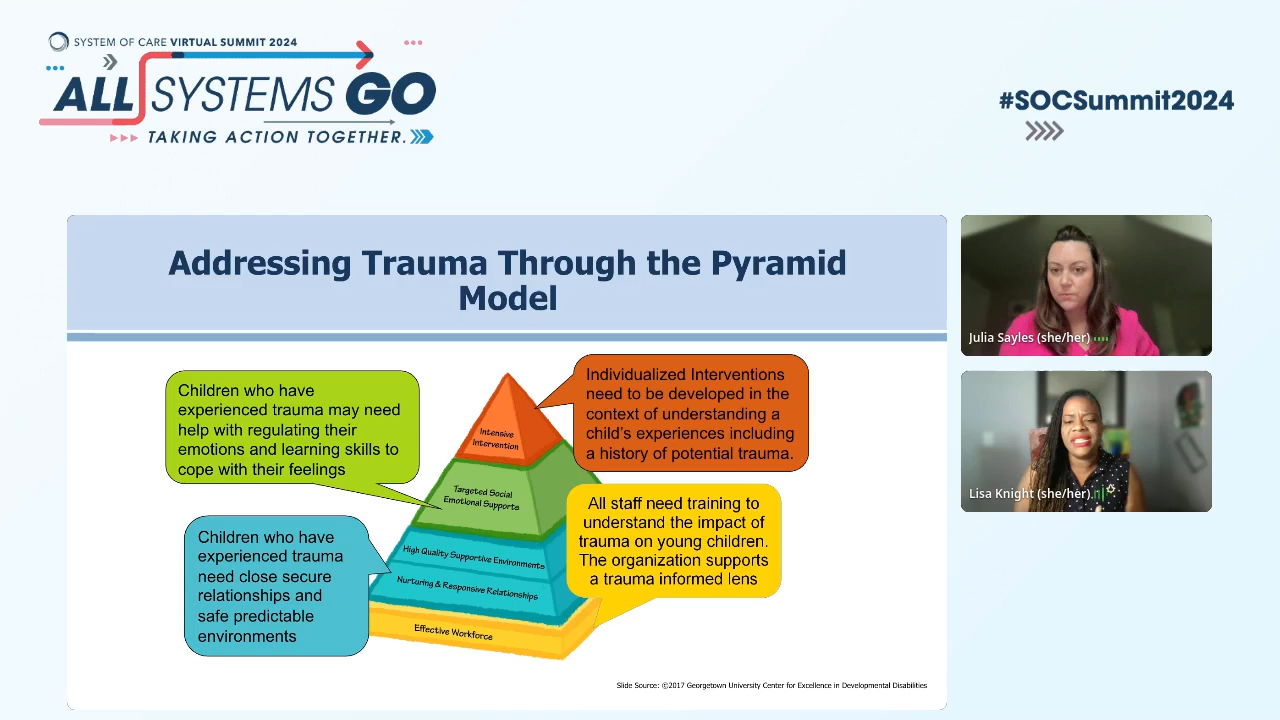 SYSTEM OF CARE VIRTUAL SUMMIT 2024
ALL SYSTEMS GO
TAKING ACTION TOGETHER.
#SOCSummit2024
Addressing Trauma Through the Pyramid
Model
Children who have
experienced trauma may need
help with regulating their
emotions and learning skills to
cope with their feelings
Individualized Interventions
need to be developed in the
context of understanding a
child's experiences including
a history of potential trauma.
Children who have
experienced trauma
need close secure
relationships and
safe predictable
environments
All staff need training to
understand the impact of
trauma on young children.
The organization supports
a trauma informed lens
Intensive
Intervention
Targeted Social
Emotional Supports
High Quality Supportive Environments
Nurturing & Responsive Relationships
Effective Workforce
Slide Source: ©2017 Georgetown University Center for Excellence in Developmental Disabilities
Julia Sayles (she/her)
Lisa Knight (she/her)